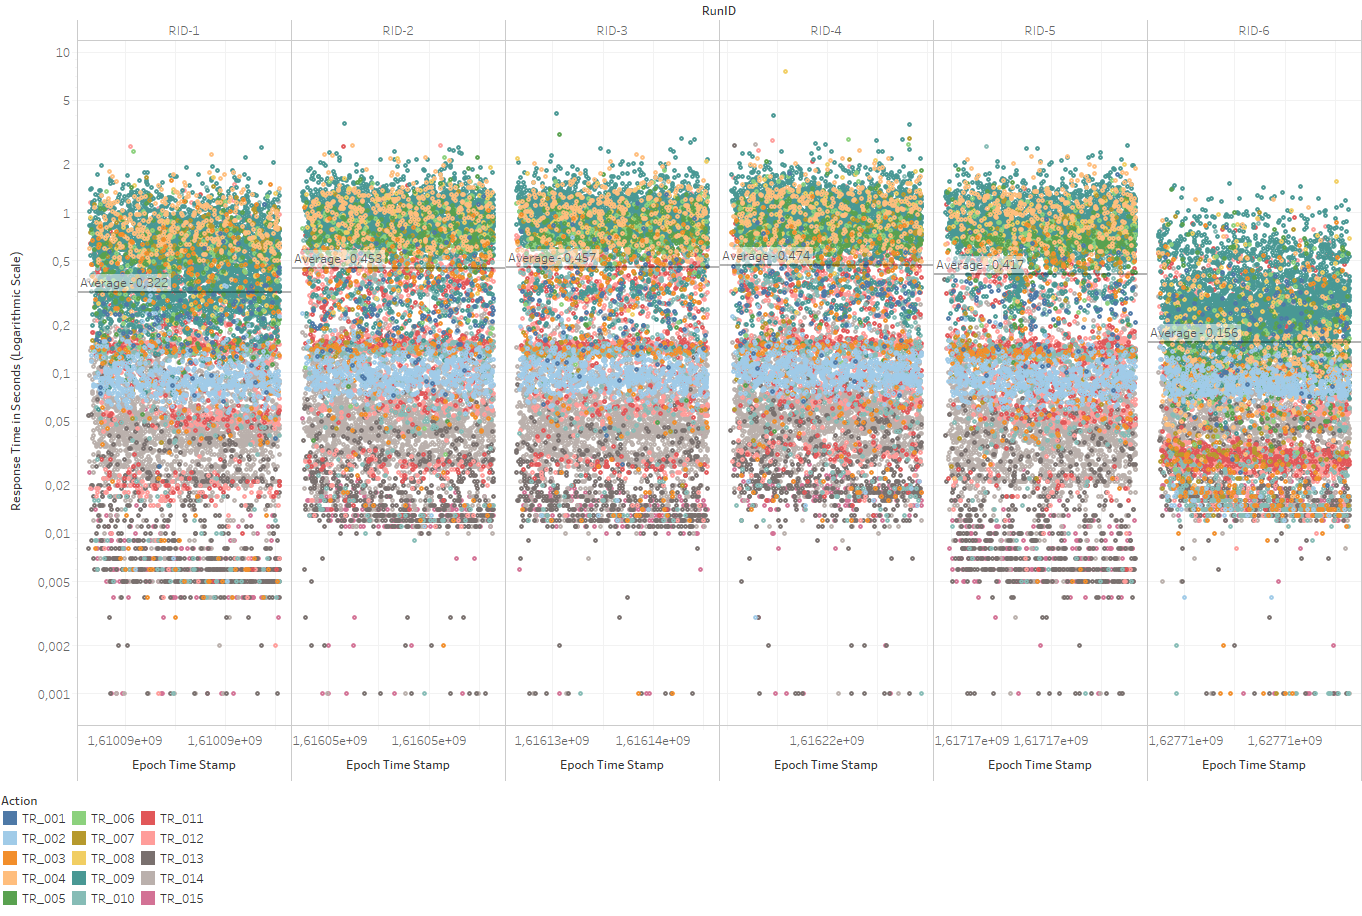 RunID
RID-1 RID-2 RID-3 RID-4 RID-5 RID-6
10
5
2
1
0,5
0,2
0,1
0,05
0,02
0,01
0,005
0,002
0,001
Response Time in Seconds (Logarithmic Scale)
Average - 0,322
Average - 0,453
Average - 0,457
Average - 0,474
Average - 0,417
Average - 0,156
1,61009e+09 1,61009e+09 1,61605e+09 1,61605e+09 1,61613e+09 1,61614e+09 1,61622e+09 1,61717e+09 1,61717e+09 1,62771e+09 1,62771e+09
Epoch Time Stamp Epoch Time Stamp Epoch Time Stamp Epoch Time Stamp Epoch Time Stamp Epoch Time Stamp
Action
TR_001 TR_006 TR_011
TR_002 TR_007 TR_012
TR_003 TR_008 TR_013
TR_004 TR_009 TR_014
TR_005 TR_010 TR_015